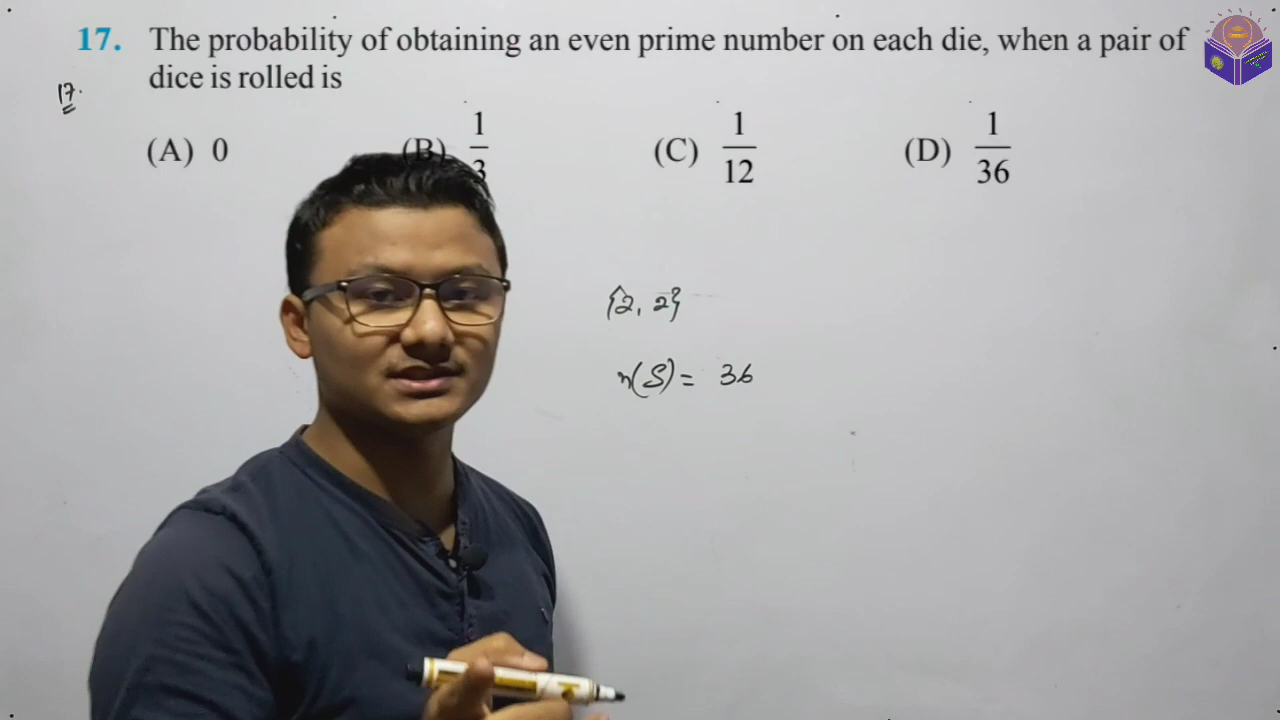 17. The probability of obtaining an even prime number on each die, when a pair of
dice is rolled is
17.
(A) 0 (B) 1/3 (C) 1/12 (D) 1/36
{2, 2}
n(S) = 36